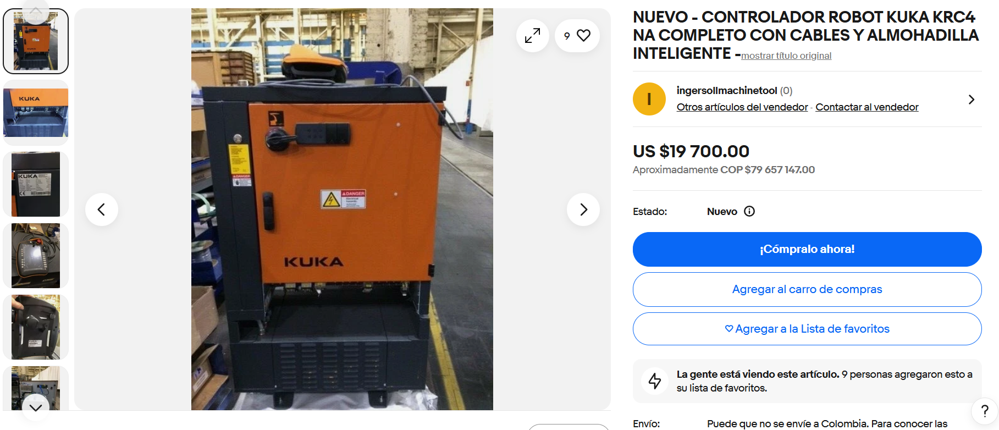 NUEVO - CONTROLADOR ROBOT KUKA KRC4
NA COMPLETO CON CABLES Y ALMOHADILLA
INTELIGENTE -mostrar título original
I
ingersollmachinetool (0)
Otros artículos del vendedor · Contactar al vendedor
US $19 700.00
Aproximadamente COP $79 657 147.00
Estado:
Nuevo
¡Cómpralo ahora!
Agregar al carro de compras
Agregar a la Lista de favoritos
La gente está viendo este artículo. 9 personas agregaron esto a
su lista de favoritos.
Envío:
Puede que no se envíe a Colombia. Para conocer las
?
9
DANGER
DANGER
Electrical
KUKA
KUKA
KUKA
KUKA